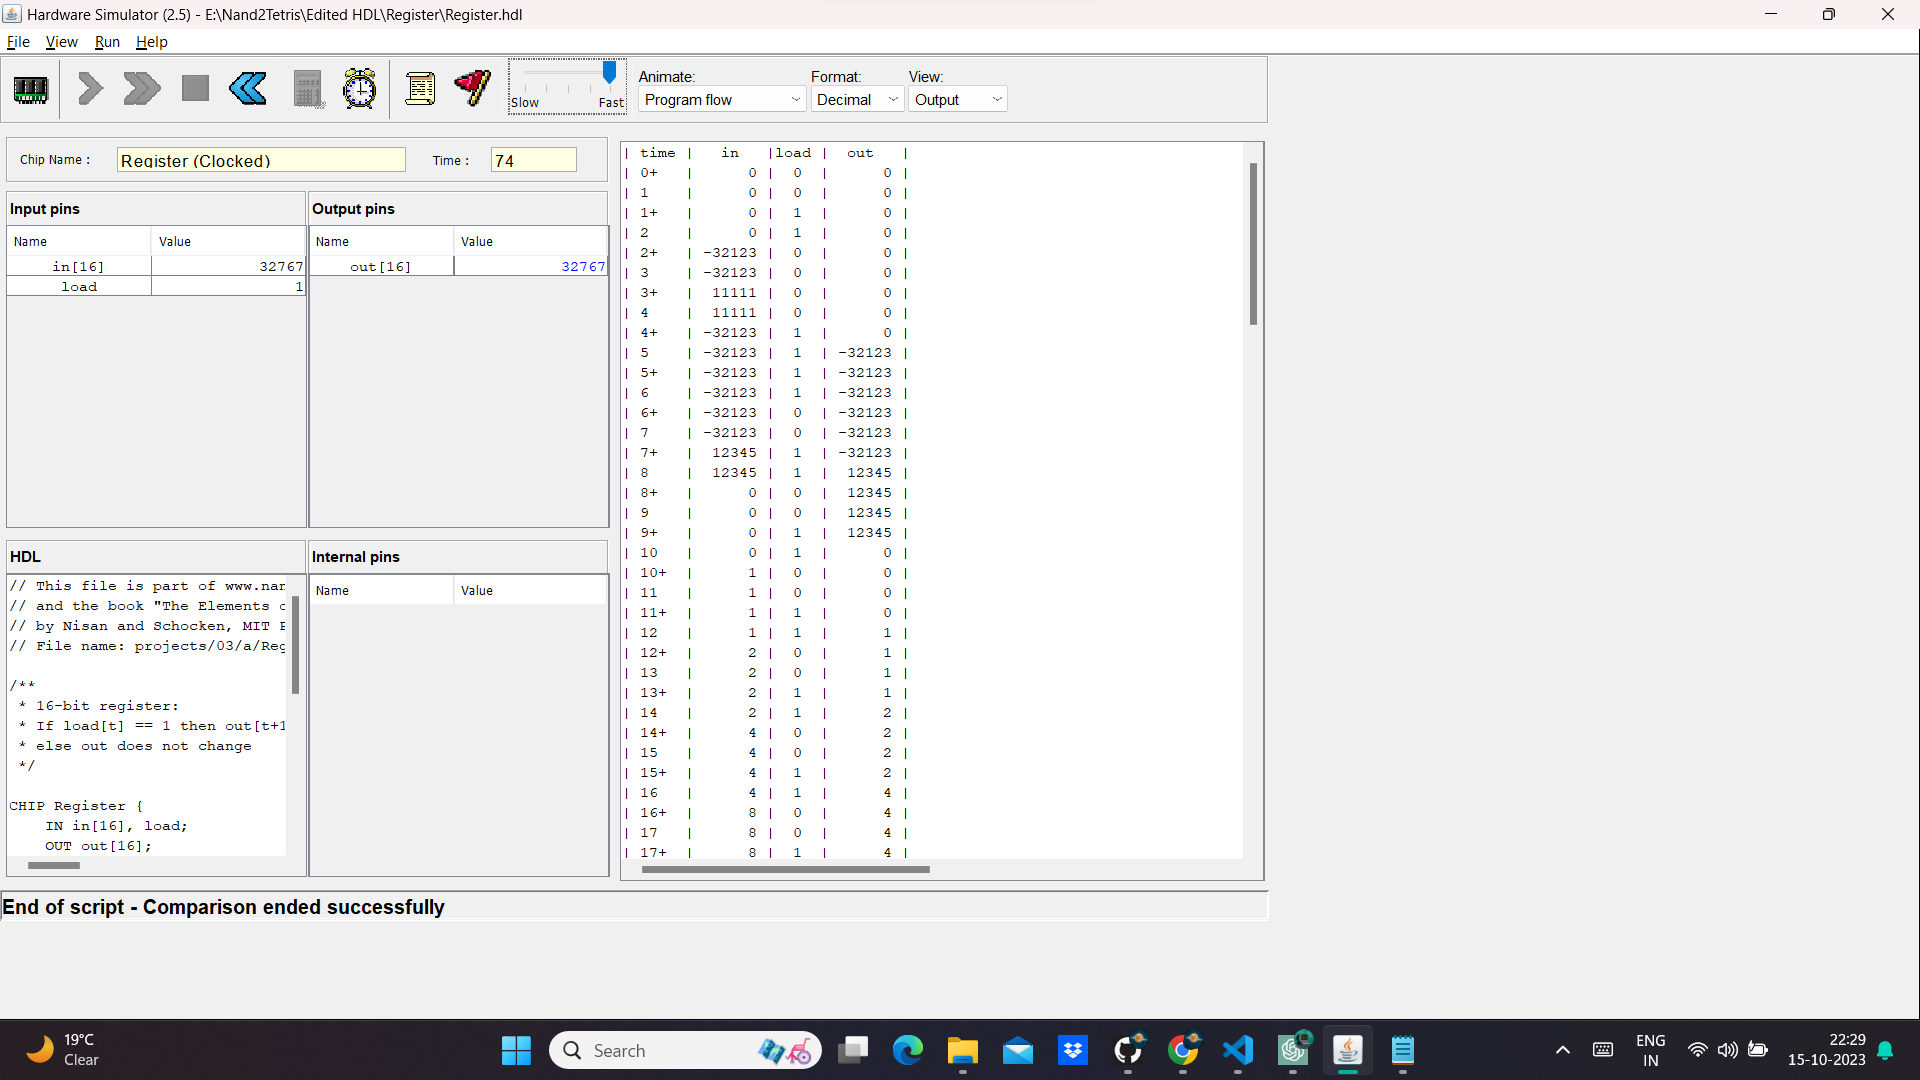 Hardware Simulator (2.5) - E:\Nand2Tetris\Edited HDL\Register\Register.hdl
File View Run Help
Slow Fast
Animate: Format: View:
Program flow Decimal Output
Chip Name : Register (Clocked) Time : 74
Input pins Output pins
Name Value Name Value
in[16] 32767 out[16] 32767
load 1
HDL Internal pins
Name Value
// This file is part of www.nan
// and the book "The Elements o
// by Nisan and Schocken, MIT P
// File name: projects/03/a/Reg
/**
* 16-bit register:
* If load[t] == 1 then out[t+1
* else out does not change
*/
CHIP Register {
IN in[16], load;
OUT out[16];
| time | in |load | out |
| 0+ | 0 | 0 | 0 |
| 1 | 0 | 0 | 0 |
| 1+ | 0 | 1 | 0 |
| 2 | 0 | 1 | 0 |
| 2+ | -32123 | 0 | 0 |
| 3 | -32123 | 0 | 0 |
| 3+ | 11111 | 0 | 0 |
| 4 | 11111 | 0 | 0 |
| 4+ | -32123 | 1 | 0 |
| 5 | -32123 | 1 | -32123 |
| 5+ | -32123 | 1 | -32123 |
| 6 | -32123 | 1 | -32123 |
| 6+ | -32123 | 0 | -32123 |
| 7 | -32123 | 0 | -32123 |
| 7+ | 12345 | 1 | -32123 |
| 8 | 12345 | 1 | 12345 |
| 8+ | 0 | 0 | 12345 |
| 9 | 0 | 0 | 12345 |
| 9+ | 0 | 1 | 12345 |
| 10 | 0 | 1 | 0 |
| 10+ | 1 | 0 | 0 |
| 11 | 1 | 0 | 0 |
| 11+ | 1 | 1 | 0 |
| 12 | 1 | 1 | 1 |
| 12+ | 2 | 0 | 1 |
| 13 | 2 | 0 | 1 |
| 13+ | 2 | 1 | 1 |
| 14 | 2 | 1 | 2 |
| 14+ | 4 | 0 | 2 |
| 15 | 4 | 0 | 2 |
| 15+ | 4 | 1 | 2 |
| 16 | 4 | 1 | 4 |
| 16+ | 8 | 0 | 4 |
| 17 | 8 | 0 | 4 |
| 17+ | 8 | 1 | 4 |
End of script - Comparison ended successfully
19°C
Clear
Search
ENG
IN
22:29
15-10-2023